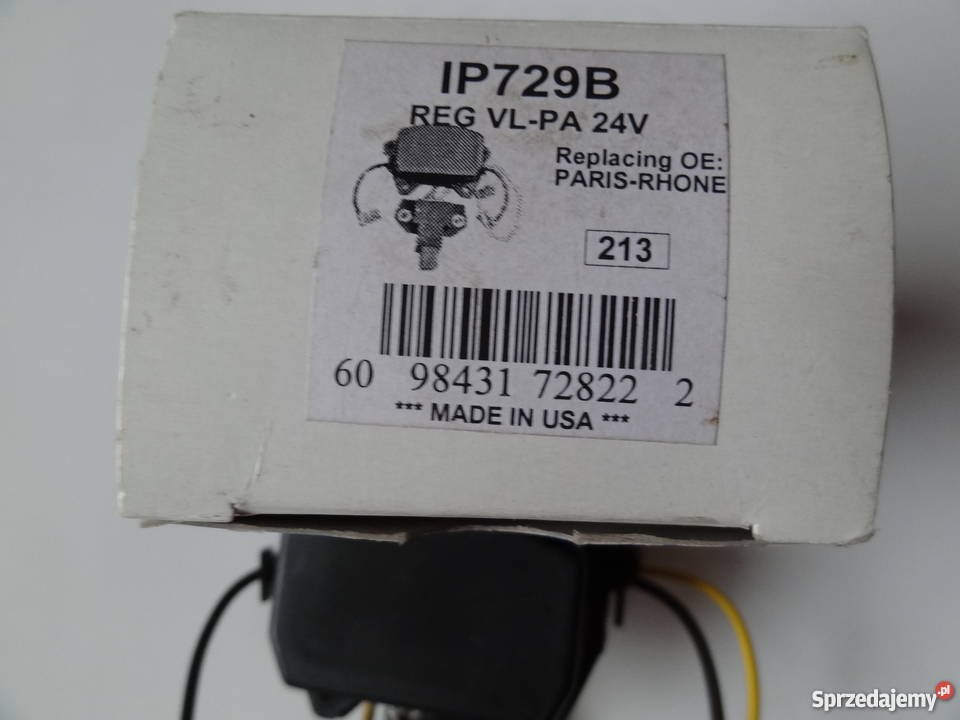 IP729B
REG VL-PA 24V
Replacing OE:
PARIS-RHONE
213
60 98431 72822 2
*** MADE IN USA ***
Sprzedajemy.pl